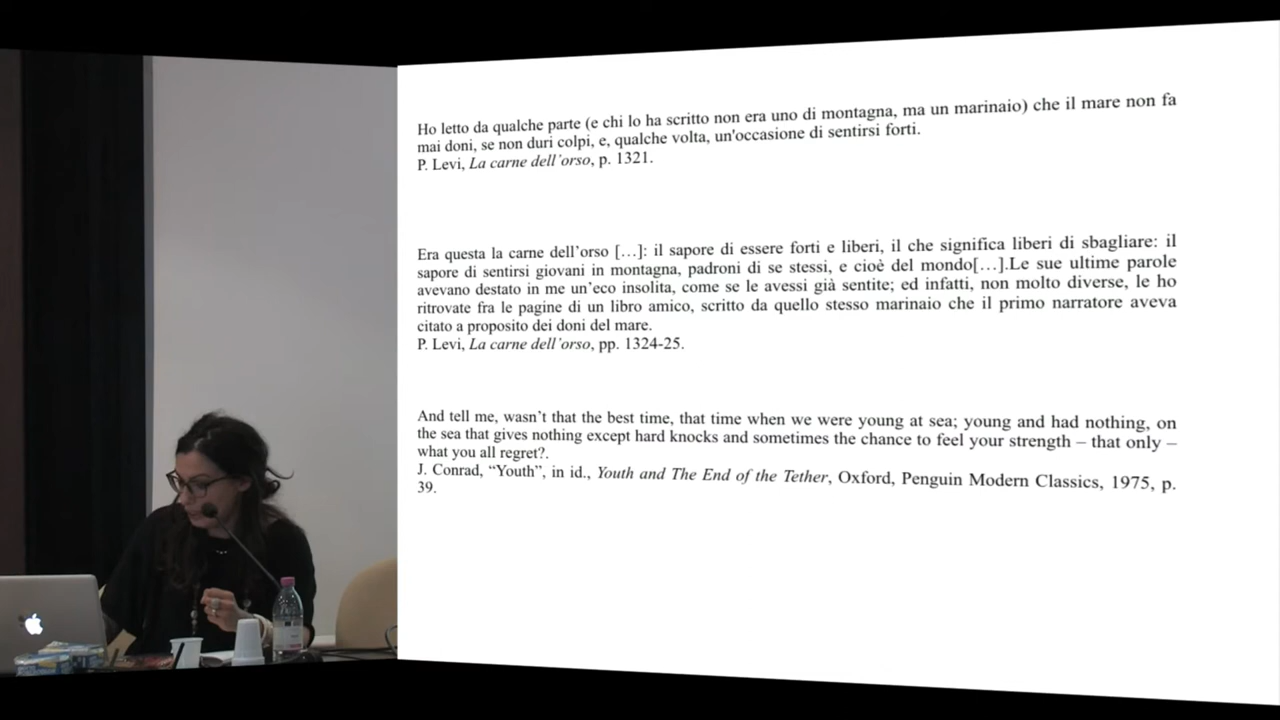 Ho letto da qualche parte (e chi lo ha scritto non era uno di montagna, ma un marinaio) che il mare non fa
mai doni, se non duri colpi, e, qualche volta, un'occasione di sentirsi forti.
P. Levi, La carne dell'orso, p. 1321.
Era questa la carne dell'orso […]: il sapore di essere forti e liberi, il che significa liberi di sbagliare: il
sapore di sentirsi giovani in montagna, padroni di se stessi, e cioè del mondo[…].Le sue ultime parole
avevano destato in me un'eco insolita, come se le avessi già sentite; ed infatti, non molto diverse, le ho
ritrovate fra le pagine di un libro amico, scritto da quello stesso marinaio che il primo narratore aveva
citato a proposito dei doni del mare.
P. Levi, La carne dell'orso, pp. 1324-25.
And tell me, wasn't that the best time, that time when we were young at sea; young and had nothing, on
the sea that gives nothing except hard knocks and sometimes the chance to feel your strength – that only –
what you all regret?.
J. Conrad, “Youth”, in id., Youth and The End of the Tether, Oxford, Penguin Modern Classics, 1975, p.
39.